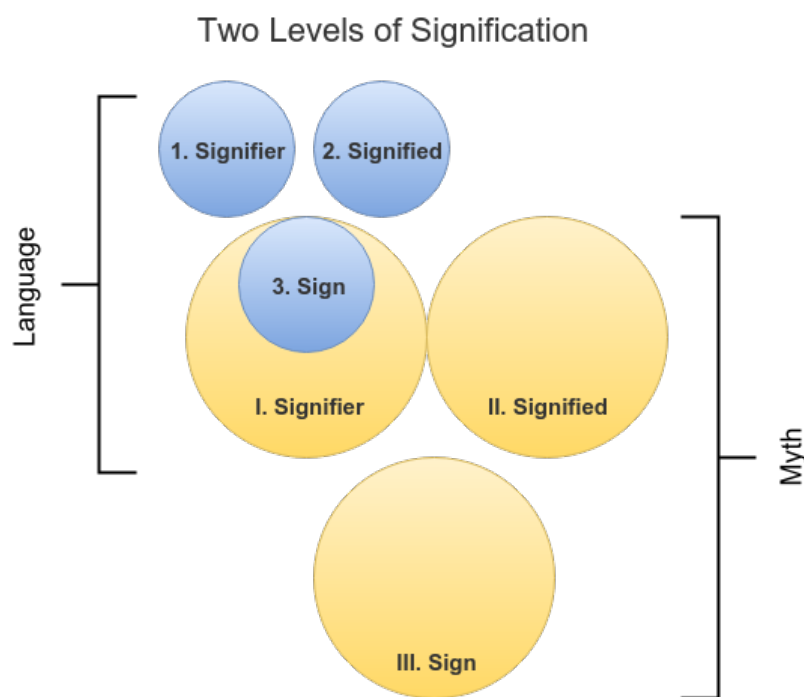 Two Levels of Signification
1. Signifier
2. Signified
Language
3. Sign
I. Signifier
II. Signified
Myth
III. Sign